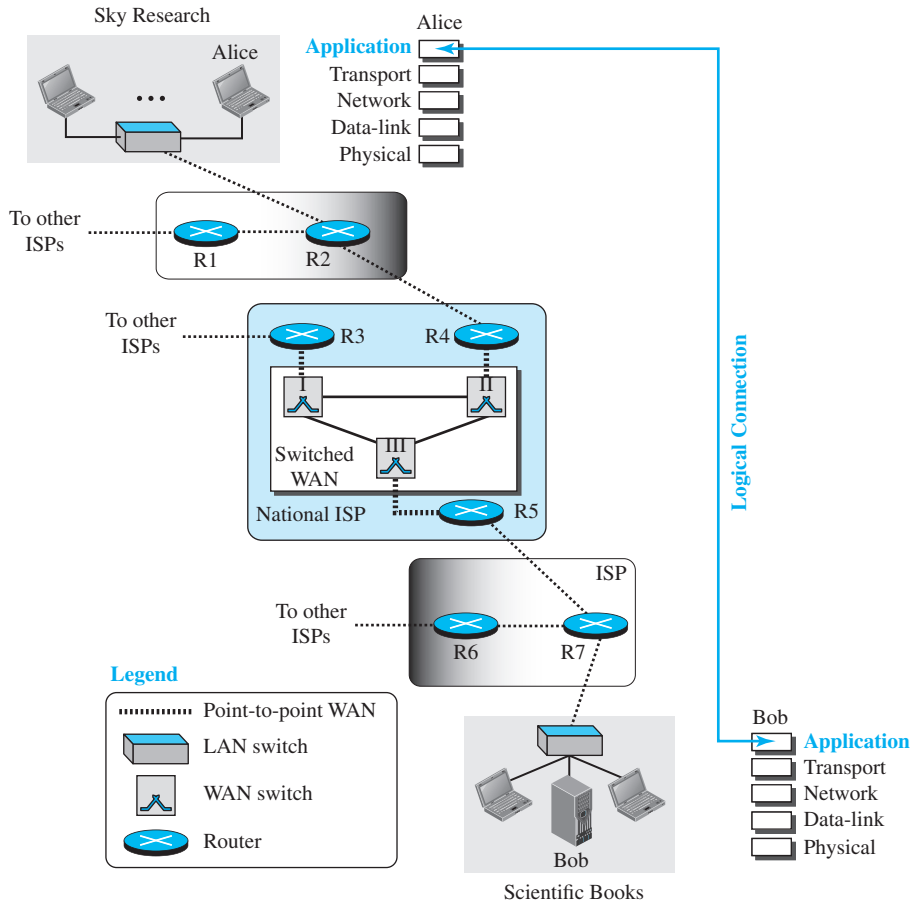 Sky Research
Alice
Alice
Application
Transport
Network
Data-link
Physical
To other
ISPs
R1
R2
To other
ISPs
R3
R4
I
II
III
Switched
WAN
National ISP
R5
Logical Connection
ISP
To other
ISPs
R6
R7
Legend
Point-to-point WAN
LAN switch
WAN switch
Router
Bob
Scientific Books
Bob
Application
Transport
Network
Data-link
Physical